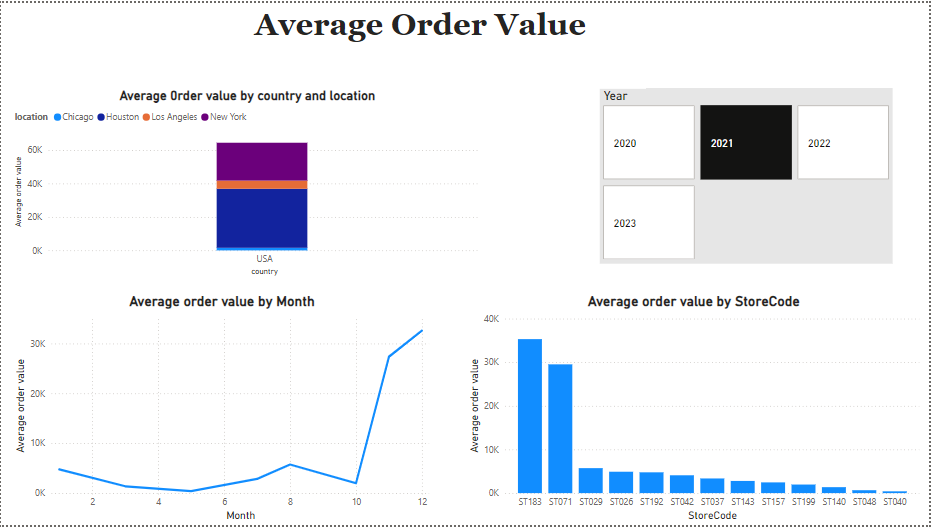 Average Order Value
Average Order value by country and location
location Chicago Houston Los Angeles New York
Average order value
60K
40K
20K
0K
USA
country
Year
2020 2021 2022
2023
Average order value by Month
Average order value
30K
20K
10K
0K
2 4 6 8 10 12
Month
Average order value by StoreCode
Average order value
40K
30K
20K
10K
0K
ST183 ST071 ST029 ST026 ST192 ST042 ST037 ST143 ST157 ST199 ST140 ST048 ST040
StoreCode